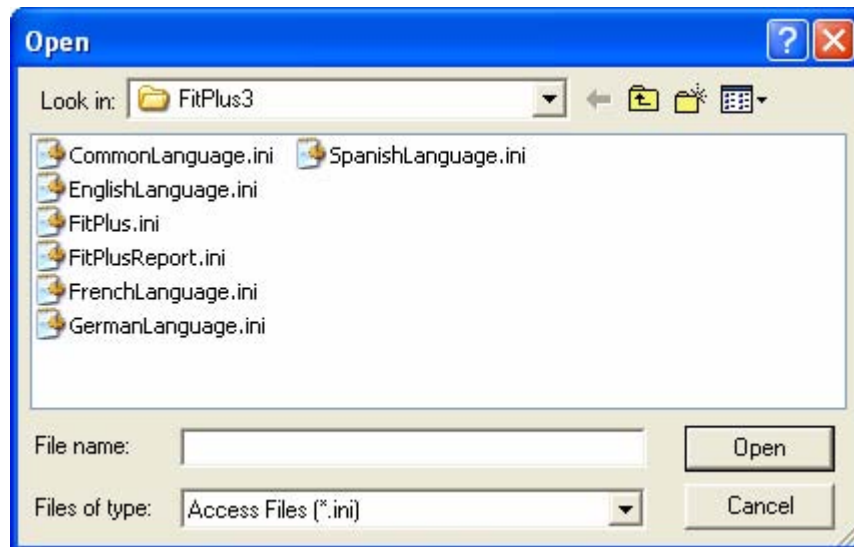 Open
Look in: FitPlus3
CommonLanguage.ini SpanishLanguage.ini
EnglishLanguage.ini
FitPlus.ini
FitPlusReport.ini
FrenchLanguage.ini
GermanLanguage.ini
File name: Open
Files of type: Access Files (*.ini) Cancel